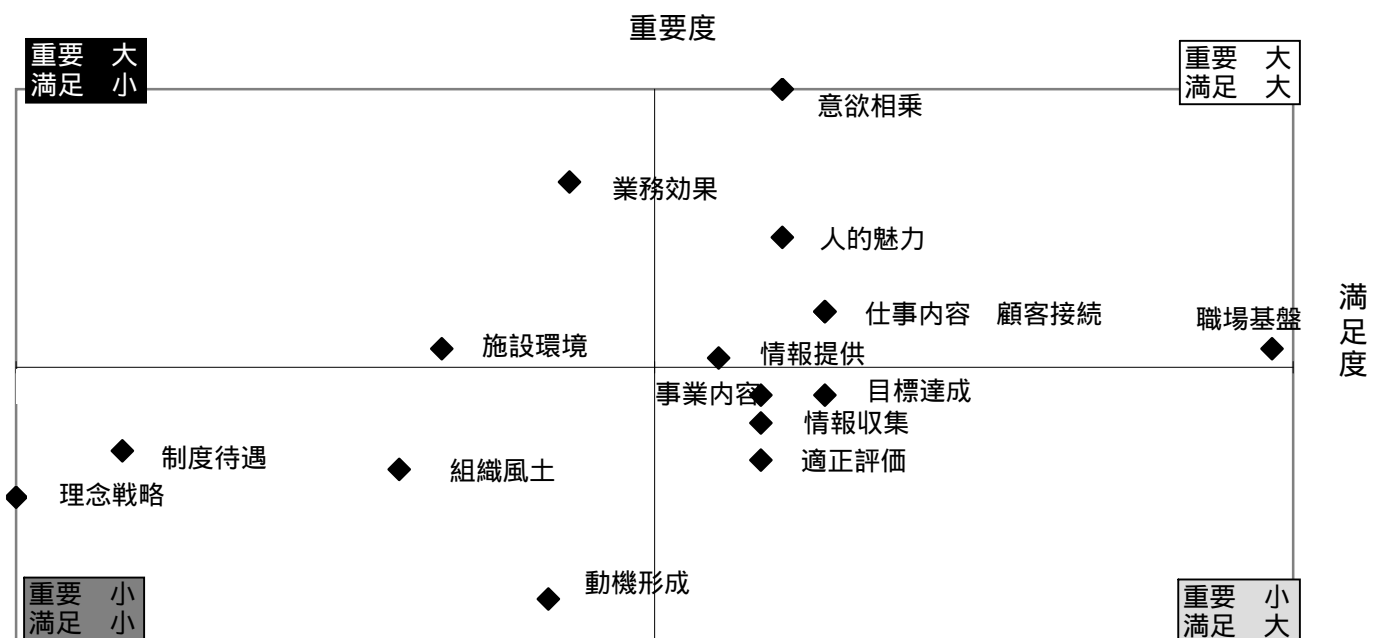 重要度
重要　大
満足　小
重要　大
満足　大
意欲相乗
業務効果
人的魅力
仕事内容　顧客接続
職場基盤
満足度
施設環境
情報提供
事業内容
目標達成
情報収集
制度待遇
組織風土
適正評価
理念戦略
動機形成
重要　小
満足　小
重要　小
満足　大